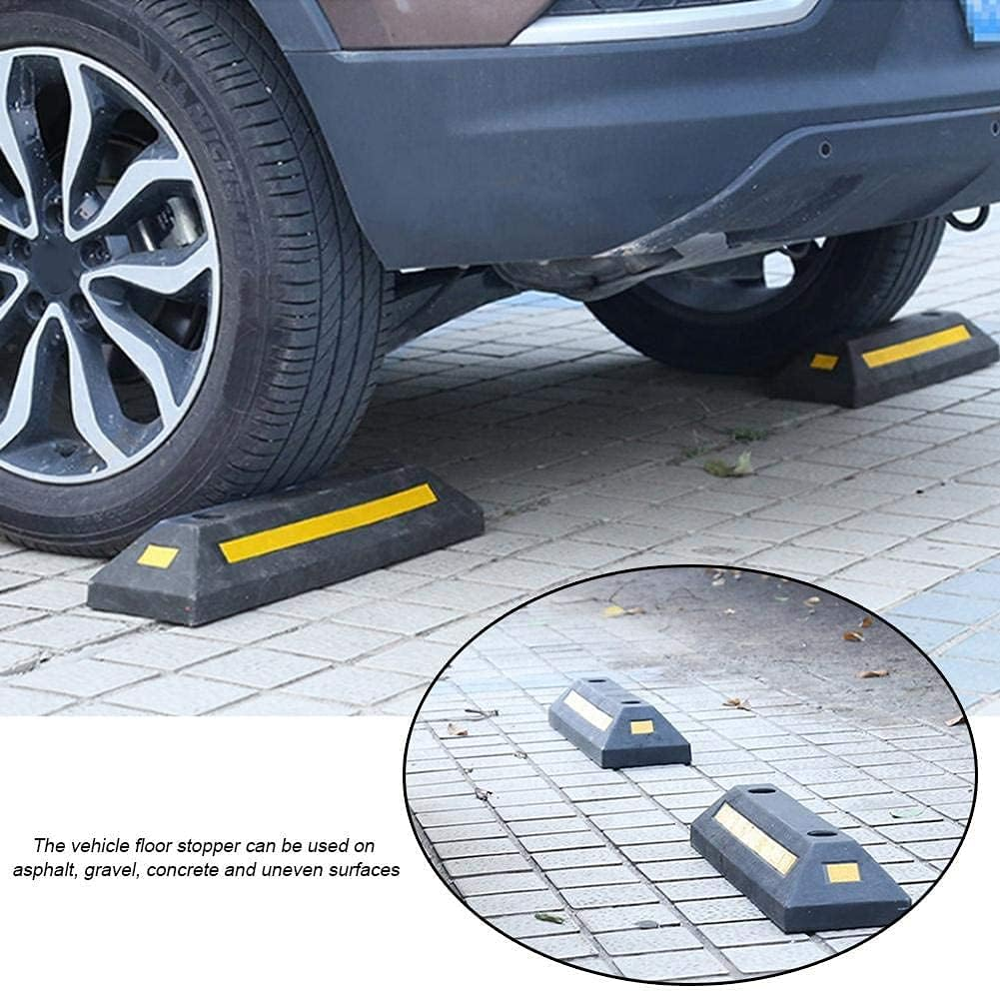 The vehicle floor stopper can be used on
asphalt, gravel, concrete and uneven surfaces